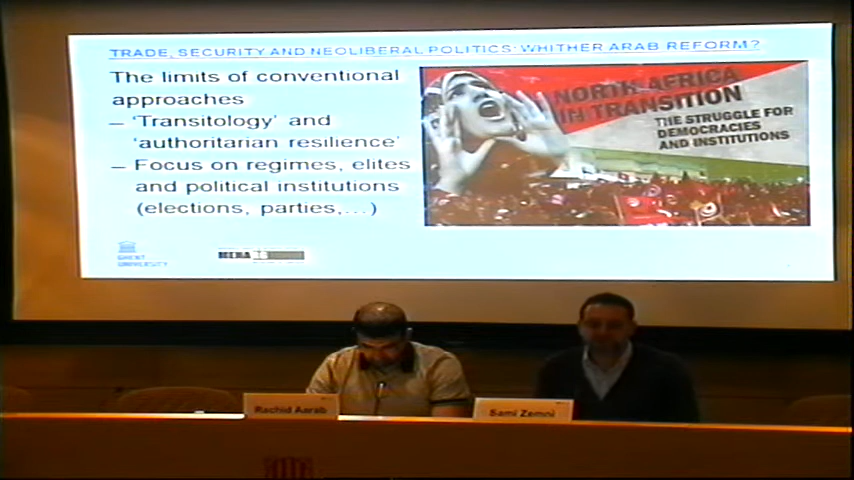 TRADE, SECURITY AND NEOLIBERAL POLITICS: WHITHER ARAB REFORM?
The limits of conventional
approaches
– 'Transitology' and
'authoritarian resilience'
– Focus on regimes, elites
and political institutions
(elections, parties,...)
NORTH AFRICA
IN TRANSITION
THE STRUGGLE FOR
DEMOCRACIES
AND INSTITUTIONS
GHENT
UNIVERSITY
Rachid Aarab
Sami Zemni